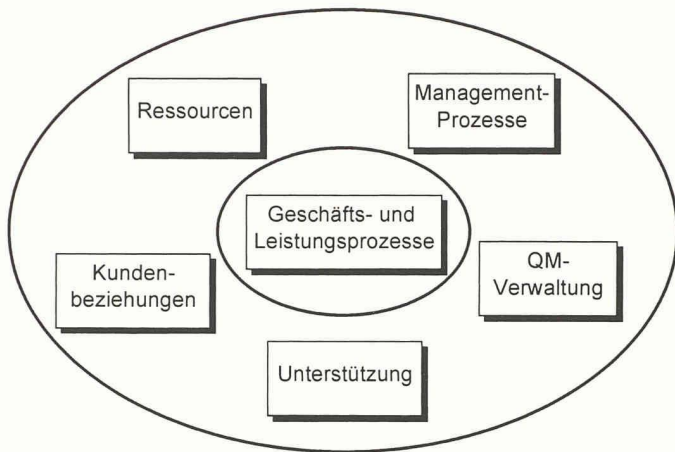 Ressourcen
Management-
Prozesse
Geschäfts- und
Leistungsprozesse
Kunden-
beziehungen
QM-
Verwaltung
Unterstützung